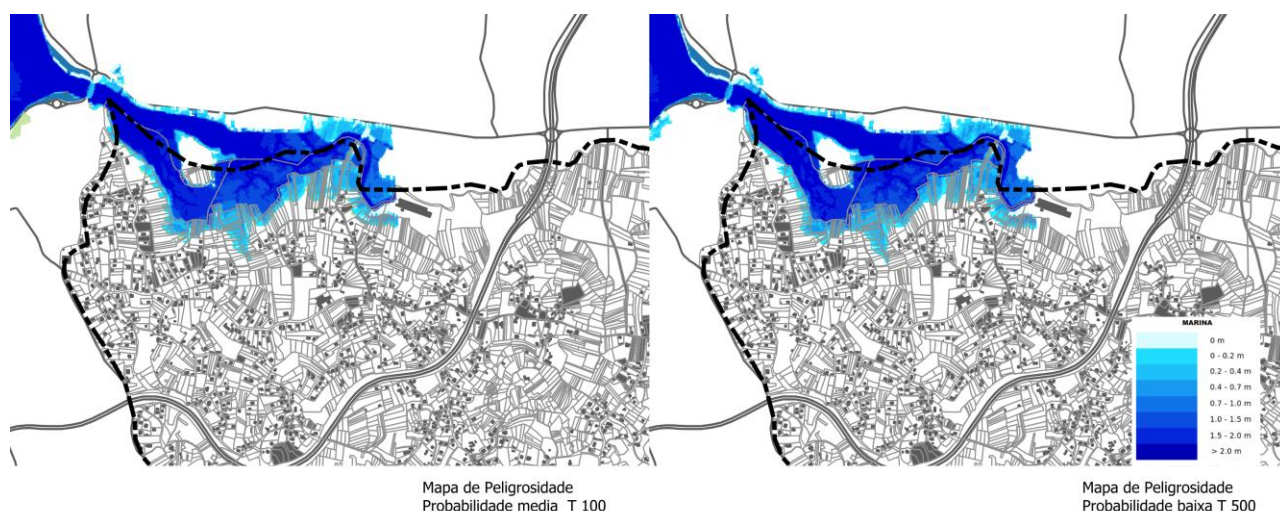 MARINA
0 m
0 - 0.2 m
0.2 - 0.4 m
0.4 - 0.7 m
0.7 - 1.0 m
1.0 - 1.5 m
1.5 - 2.0 m
> 2.0 m
Mapa de Peligrosidade
Probabilidade media T 100
Mapa de Peligrosidade
Probabilidade baixa T 500